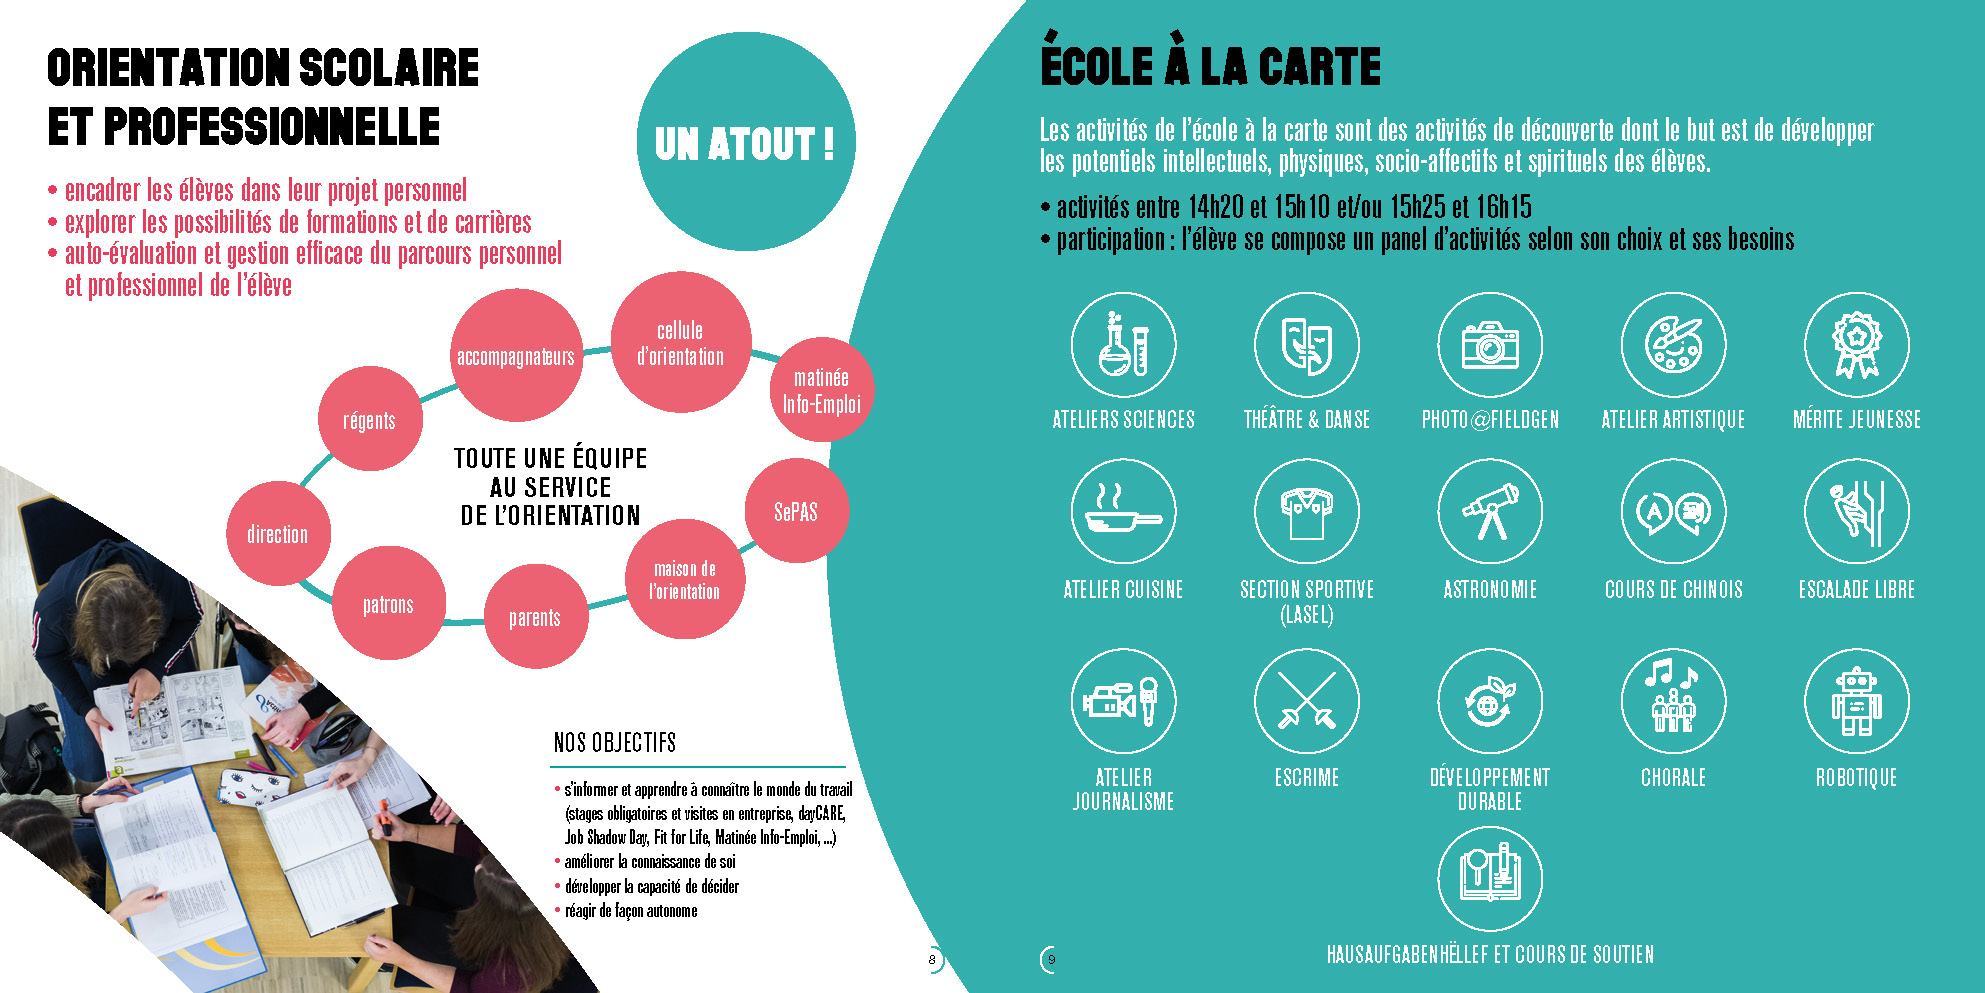 ORIENTATION SCOLAIRE
ET PROFESSIONNELLE
• encadrer les élèves dans leur projet personnel
• explorer les possibilités de formations et de carrières
• auto-évaluation et gestion efficace du parcours personnel
et professionnel de l'élève
UN ATOUT !
accompagnateurs
cellule
d'orientation
matinée
Info-Emploi
régents
TOUTE UNE ÉQUIPE
AU SERVICE
DE L'ORIENTATION
SePAS
direction
maison de
l'orientation
patrons
parents
NOS OBJECTIFS
• s'informer et apprendre à connaître le monde du travail
(stages obligatoires et visites en entreprise, dayCARE,
Job Shadow Day, Fit for Life, Matinée Info-Emploi, ...)
• améliorer la connaissance de soi
• développer la capacité de décider
• réagir de façon autonome
8
ÉCOLE À LA CARTE
Les activités de l'école à la carte sont des activités de découverte dont le but est de développer
les potentiels intellectuels, physiques, socio-affectifs et spirituels des élèves.
• activités entre 14h20 et 15h10 et/ou 15h25 et 16h15
• participation : l'élève se compose un panel d'activités selon son choix et ses besoins
ATELIERS SCIENCES
THÉÂTRE & DANSE
PHOTO@FIELDGEN
ATELIER ARTISTIQUE
MÉRITE JEUNESSE
A
ATELIER CUISINE
SECTION SPORTIVE
(LASEL)
ASTRONOMIE
COURS DE CHINOIS
ESCALADE LIBRE
ATELIER
JOURNALISME
ESCRIME
DÉVELOPPEMENT
DURABLE
CHORALE
ROBOTIQUE
HAUSAUFGABENHËLLEF ET COURS DE SOUTIEN
9